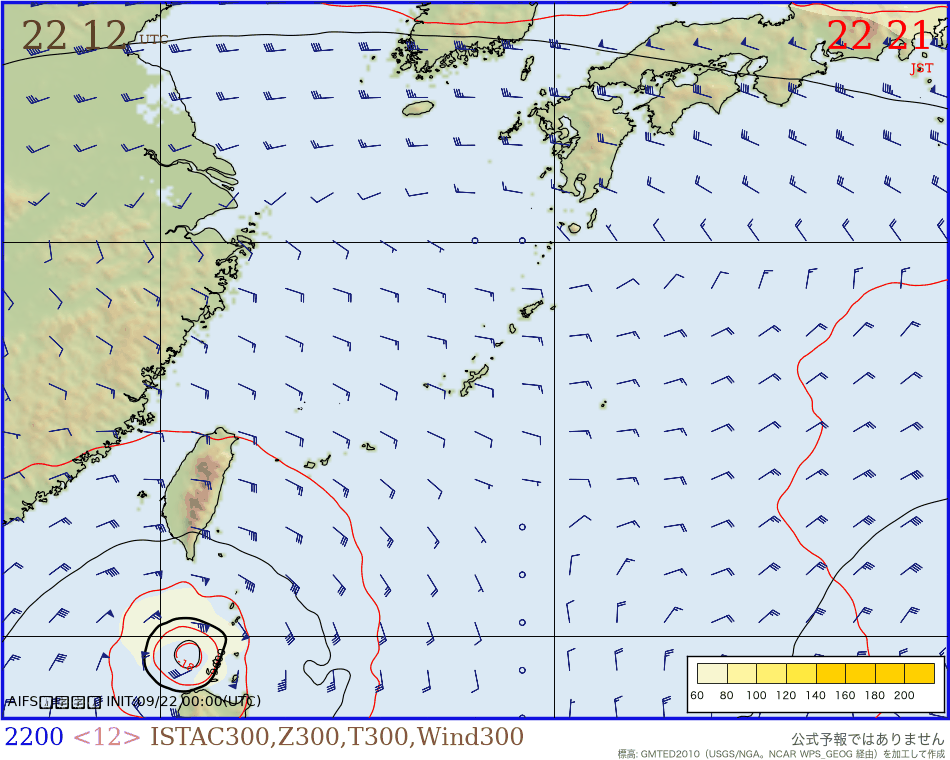 22 12 UTC
22 21
JST
-18
9600
AIFS INIT 09/22 00:00(UTC)
60 80 100 120 140 160 180 200
2200 <12> ISTAC300,Z300,T300,Wind300
公式予報ではありません
標高: GMTED2010（USGS/NGA。NCAR WPS_GEOG 経由）を加工して作成